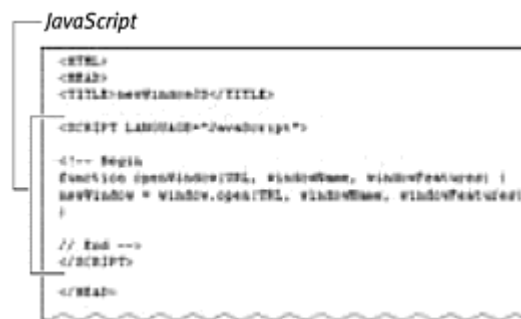 JavaScript
<HTML>
<HEAD>
<TITLE>newWindowJS</TITLE>
<SCRIPT LANGUAGE="JavaScript">
<!-- Begin
function openWindow(URL, windowName, windowFeatures) {
newWindow = window.open(URL, windowName, windowFeatures)
}
// End -->
</SCRIPT>
</HEAD>